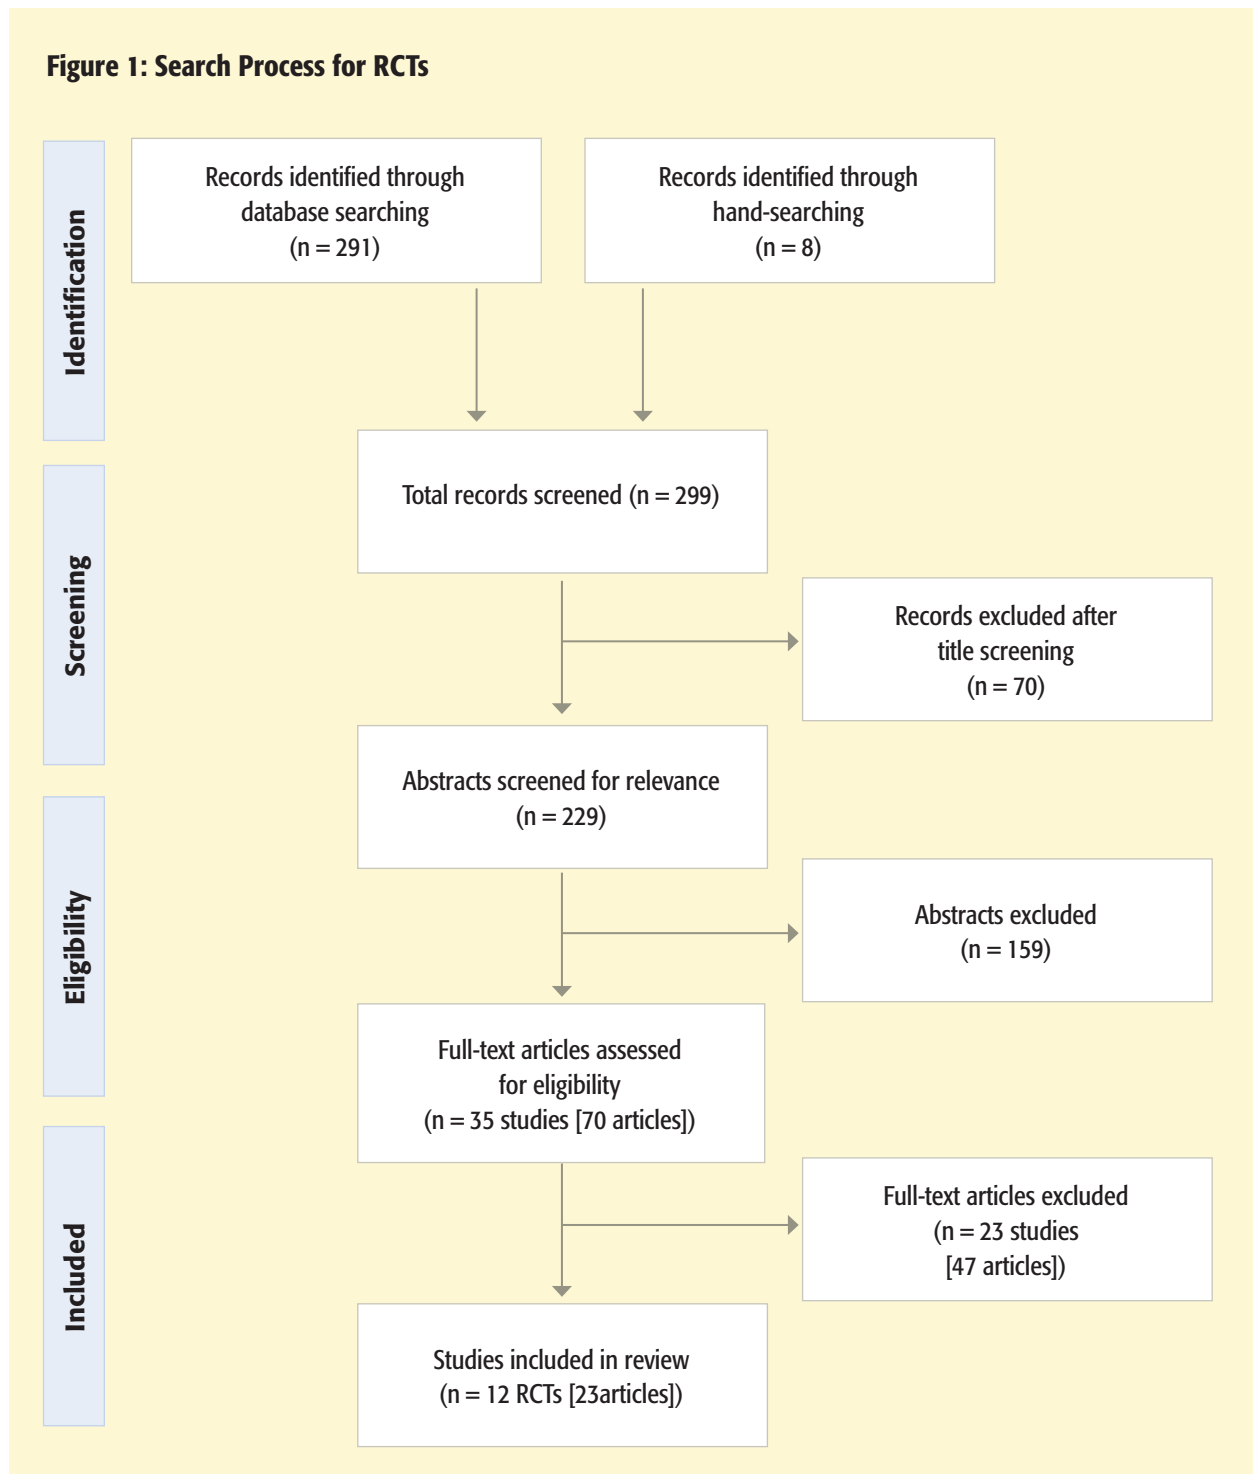 Figure 1: Search Process for RCTs
Identification
Records identified through
database searching
(n = 291)
Records identified through
hand-searching
(n = 8)
Screening
Total records screened (n = 299)
Records excluded after
title screening
(n = 70)
Abstracts screened for relevance
(n = 229)
Eligibility
Abstracts excluded
(n = 159)
Full-text articles assessed
for eligibility
(n = 35 studies [70 articles])
Included
Full-text articles excluded
(n = 23 studies
[47 articles])
Studies included in review
(n = 12 RCTs [23articles])